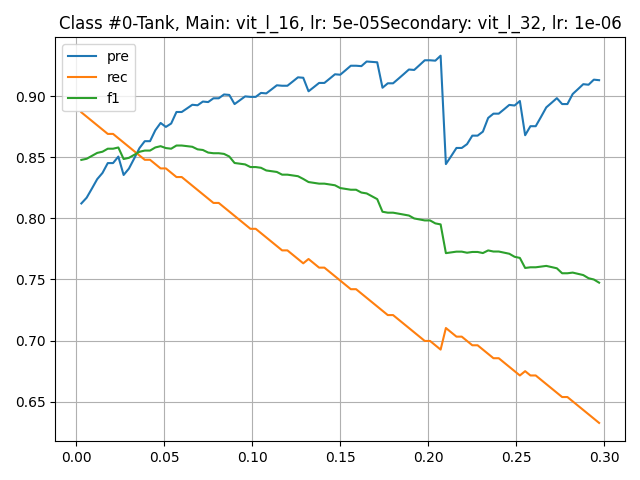 Class #0-Tank, Main: vit_l_16, lr: 5e-05Secondary: vit_l_32, lr: 1e-06
pre
rec
f1
0.90
0.85
0.80
0.75
0.70
0.65
0.00 0.05 0.10 0.15 0.20 0.25 0.30